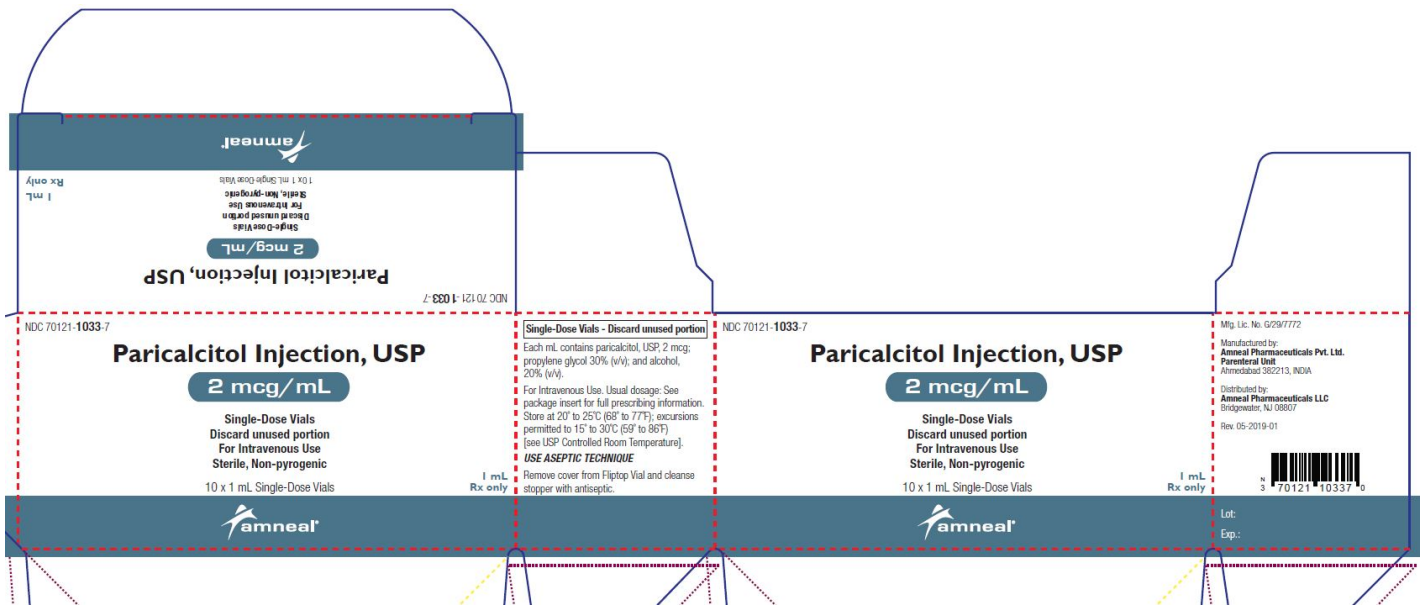 amneal®
10 x 1 mL Single-Dose Vials
Sterile, Non-pyrogenic
For Intravenous Use
Discard unused portion
Single-Dose Vials
1 mL
Rx only
2 mcg/mL
Paricalcitol Injection, USP
NDC 70121-1033-7
NDC 70121-1033-7
Paricalcitol Injection, USP
2 mcg/mL
Single-Dose Vials
Discard unused portion
For Intravenous Use
Sterile, Non-pyrogenic
10 x 1 mL Single-Dose Vials
1 mL
Rx only
amneal®
Single-Dose Vials - Discard unused portion
Each mL contains paricalcitol, USP, 2 mcg;
propylene glycol 30% (v/v); and alcohol,
20% (v/v).
For Intravenous Use. Usual dosage: See
package insert for full prescribing information.
Store at 20° to 25°C (68° to 77°F); excursions
permitted to 15° to 30°C (59° to 86°F)
[see USP Controlled Room Temperature].
USE ASEPTIC TECHNIQUE
Remove cover from Fliptop Vial and cleanse
stopper with antiseptic.
NDC 70121-1033-7
Paricalcitol Injection, USP
2 mcg/mL
Single-Dose Vials
Discard unused portion
For Intravenous Use
Sterile, Non-pyrogenic
10 x 1 mL Single-Dose Vials
1 mL
Rx only
amneal®
Mfg. Lic. No. G/29/7772
Manufactured by:
Amneal Pharmaceuticals Pvt. Ltd.
Parenteral Unit
Ahmedabad 382213, INDIA
Distributed by:
Amneal Pharmaceuticals LLC
Bridgewater, NJ 08807
Rev. 05-2019-01
N
3 70121 10337 0
Lot:
Exp.: